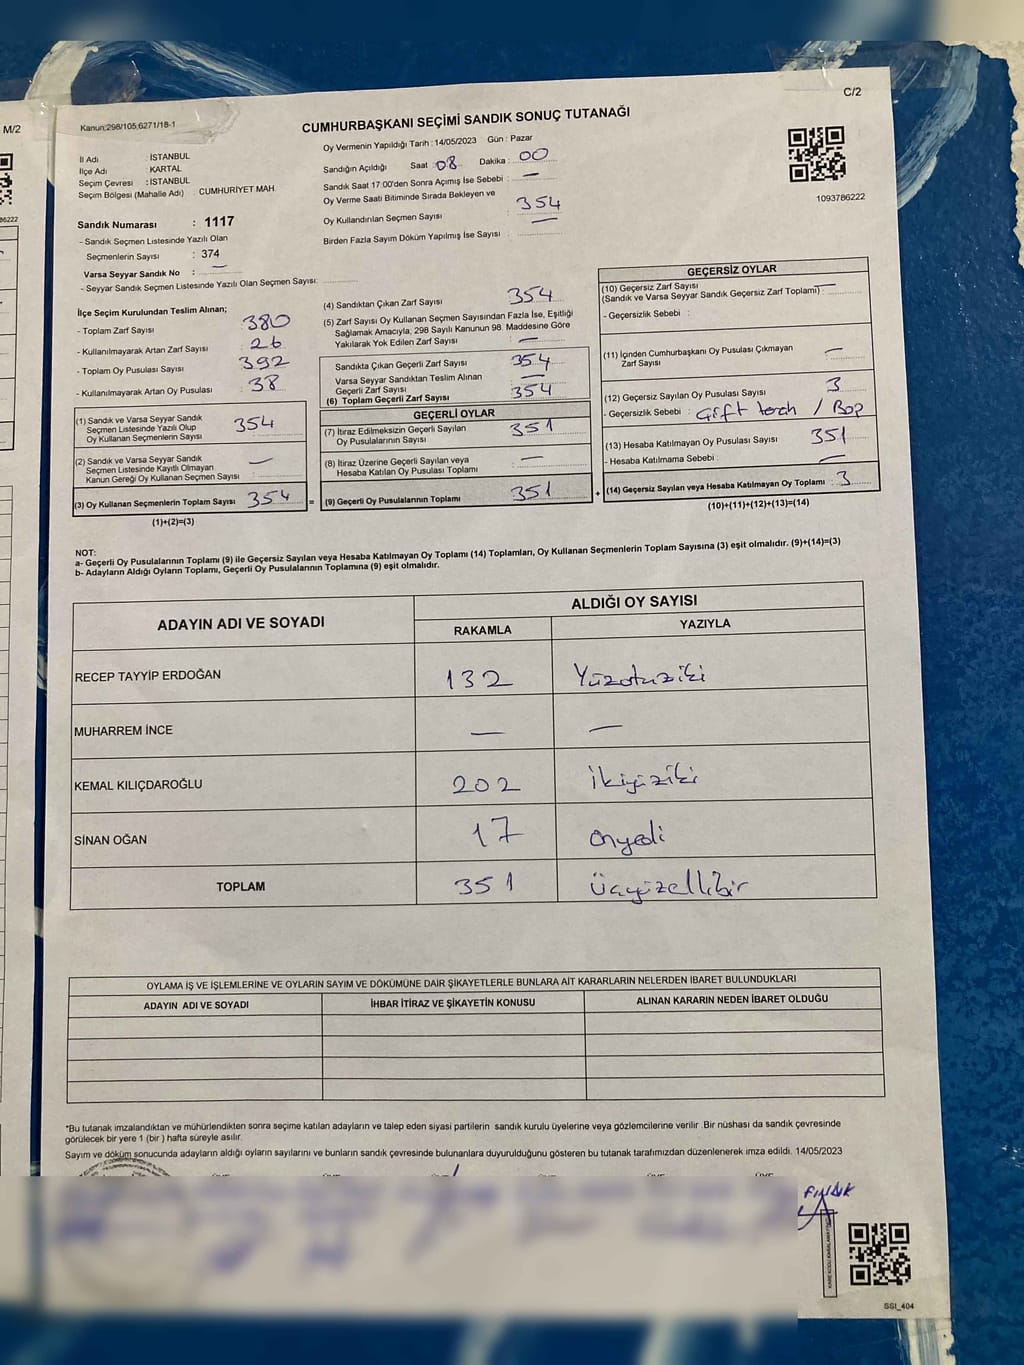 M/2
C/2
Kanun:298/105;6271/18-1
CUMHURBAŞKANI SEÇİMİ SANDIK SONUÇ TUTANAĞI
İl Adı : İSTANBUL
İlçe Adı : KARTAL
Seçim Çevresi : İSTANBUL
Seçim Bölgesi (Mahalle Adı) : CUMHURİYET MAH.
Sandık Numarası : 1117
- Sandık Seçmen Listesinde Yazılı Olan
Seçmenlerin Sayısı : 374
Varsa Seyyar Sandık No : —
- Seyyar Sandık Seçmen Listesinde Yazılı Olan Seçmen Sayısı:
Oy Vermenin Yapıldığı Tarih : 14/05/2023 Gün : Pazar
Sandığın Açıldığı Saat : 08 Dakika : 00
Sandık Saat 17:00'den Sonra Açımış İse Sebebi : —
Oy Verme Saati Bitiminde Sırada Bekleyen ve
Oy Kullandırılan Seçmen Sayısı : 354
Birden Fazla Sayım Döküm Yapılmış İse Sayısı : —
1093786222
86222
İlçe Seçim Kurulundan Teslim Alınan;
- Toplam Zarf Sayısı : 380
- Kullanılmayarak Artan Zarf Sayısı : 26
- Toplam Oy Pusulası Sayısı : 392
- Kullanılmayarak Artan Oy Pusulası : 38
(1) Sandık ve Varsa Seyyar Sandık
Seçmen Listesinde Yazılı Olup
Oy Kullanan Seçmenlerin Sayısı : 354
(2) Sandık ve Varsa Seyyar Sandık
Seçmen Listesinde Kayıtlı Olmayan
Kanun Gereği Oy Kullanan Seçmen Sayısı : —
(3) Oy Kullanan Seçmenlerin Toplam Sayısı : 354 =
(1)+(2)=(3)
(4) Sandıktan Çıkan Zarf Sayısı : 354
(5) Zarf Sayısı Oy Kullanan Seçmen Sayısından Fazla İse, Eşitliği
Sağlamak Amacıyla, 298 Sayılı Kanunun 98. Maddesine Göre
Yakılarak Yok Edilen Zarf Sayısı : —
Sandıkta Çıkan Geçerli Zarf Sayısı : 354
Varsa Seyyar Sandıktan Teslim Alınan
Geçerli Zarf Sayısı : —
(6) Toplam Geçerli Zarf Sayısı : 354
GEÇERLİ OYLAR
(7) İtiraz Edilmeksizin Geçerli Sayılan
Oy Pusulalarının Sayısı : 351
(8) İtiraz Üzerine Geçerli Sayılan veya
Hesaba Katılan Oy Pusulası Toplamı : —
(9) Geçerli Oy Pusulalarının Toplamı : 351 +
GEÇERSİZ OYLAR
(10) Geçersiz Zarf Sayısı
(Sandık ve Varsa Seyyar Sandık Geçersiz Zarf Toplamı) : —
- Geçersizlik Sebebi :
(11) İçinden Cumhurbaşkanı Oy Pusulası Çıkmayan
Zarf Sayısı : —
(12) Geçersiz Sayılan Oy Pusulası Sayısı : 3
- Geçersizlik Sebebi : Çift tercih / Boş
(13) Hesaba Katılmayan Oy Pusulası Sayısı : 351
- Hesaba Katılmama Sebebi : —
(14) Geçersiz Sayılan veya Hesaba Katılmayan Oy Toplamı : 3
(10)+(11)+(12)+(13)=(14)
NOT:
a- Geçerli Oy Pusulalarının Toplamı (9) ile Geçersiz Sayılan veya Hesaba Katılmayan Oy Toplamı (14) Toplamları, Oy Kullanan Seçmenlerin Toplam Sayısına (3) eşit olmalıdır. (9)+(14)=(3)
b- Adayların Aldığı Oyların Toplamı, Geçerli Oy Pusulalarının Toplamına (9) eşit olmalıdır.
ADAYIN ADI VE SOYADI
ALDIĞI OY SAYISI
RAKAMLA YAZIYLA
RECEP TAYYİP ERDOĞAN 132 Yüzotuziki
MUHARREM İNCE — —
KEMAL KILIÇDAROĞLU 202 ikiyüziki
SİNAN OĞAN 17 onyedi
TOPLAM 351 Üçyüzellibir
OYLAMA İŞ VE İŞLEMLERİNE VE OYLARIN SAYIM VE DÖKÜMÜNE DAİR ŞİKAYETLERLE BUNLARA AİT KARARLARIN NELERDEN İBARET BULUNDUKLARI
ADAYIN ADI VE SOYADI İHBAR İTİRAZ VE ŞİKAYETİN KONUSU ALINAN KARARIN NEDEN İBARET OLDUĞU
*Bu tutanak imzalandıktan ve mühürlendikten sonra seçime katılan adayların ve talep eden siyasi partilerin sandık kurulu üyelerine veya gözlemcilerine verilir .Bir nüshası da sandık çevresinde
görülecek bir yere 1 (bir ) hafta süreyle asılır.
Sayım ve döküm sonucunda adayların aldığı oyların sayılarını ve bunların sandık çevresinde bulunanlara duyurulduğunu gösteren bu tutanak tarafımızdan düzenlenerek imza edildi. 14/05/2023
FINDIK
SSI_404